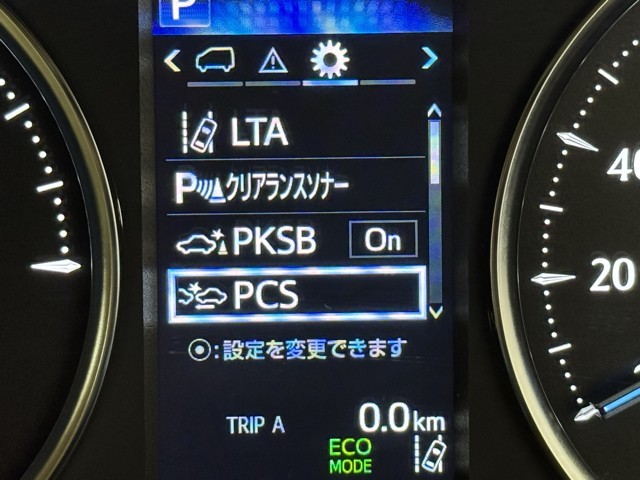 P
LTA
Pクリアランスソナー
PKSB On
PCS
:設定を変更できます
TRIP A 0.0km
ECO
MODE
40
20